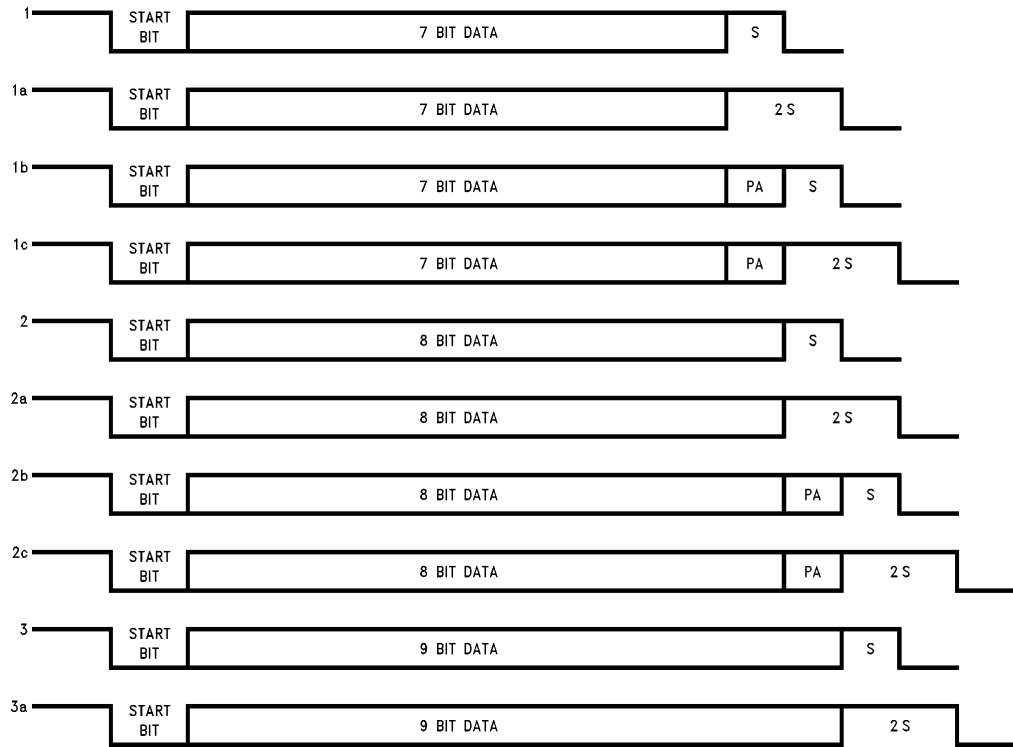 1 START BIT 7 BIT DATA S
1a START BIT 7 BIT DATA 2 S
1b START BIT 7 BIT DATA PA S
1c START BIT 7 BIT DATA PA 2 S
2 START BIT 8 BIT DATA S
2a START BIT 8 BIT DATA 2 S
2b START BIT 8 BIT DATA PA S
2c START BIT 8 BIT DATA PA 2 S
3 START BIT 9 BIT DATA S
3a START BIT 9 BIT DATA 2 S